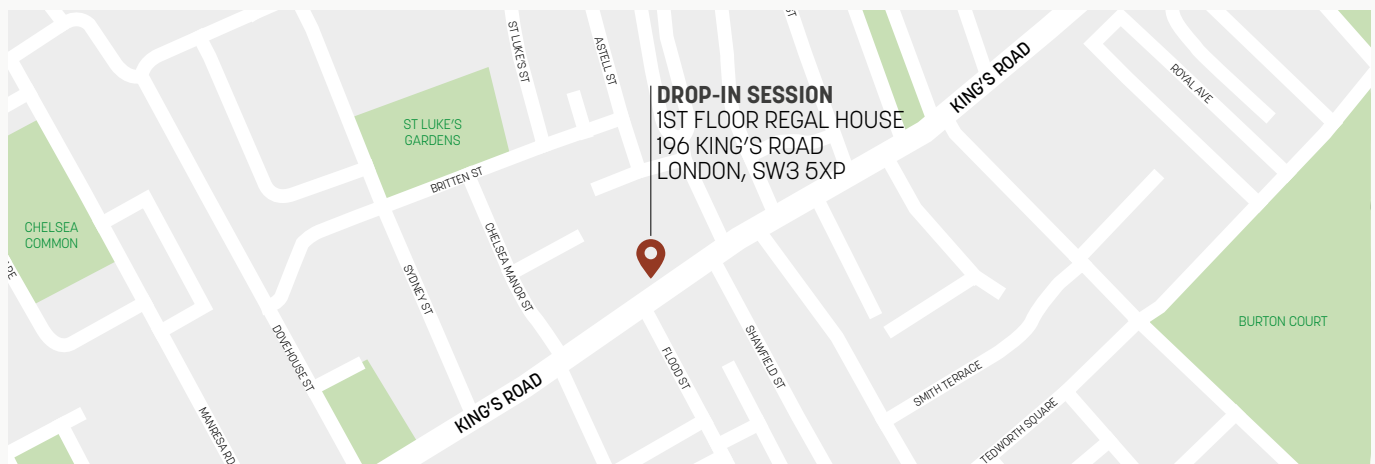 ST LUKE'S ST
ASTELL ST
ST
KING'S ROAD
ROYAL AVE
DROP-IN SESSION
1ST FLOOR REGAL HOUSE
196 KING'S ROAD
LONDON, SW3 5XP
ST LUKE'S
GARDENS
BRITTEN ST
CHELSEA
COMMON
SYDNEY ST
CHELSEA MANOR ST
DOVEHOUSE ST
MANRESA RD
KING'S ROAD
FLOOD ST
SHAWFIELD ST
SMITH TERRACE
TEDWORTH SQUARE
BURTON COURT